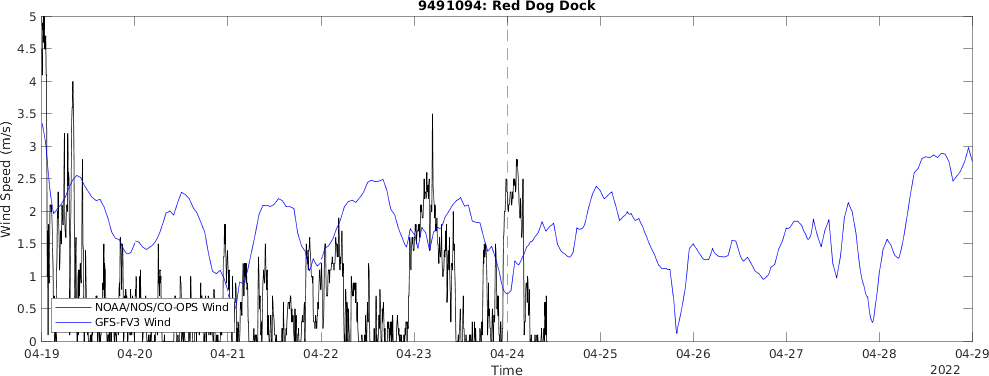 9491094: Red Dog Dock
Wind Speed (m/s)
5
4.5
4
3.5
3
2.5
2
1.5
1
0.5
0
NOAA/NOS/CO-OPS Wind
GFS-FV3 Wind
04-19 04-20 04-21 04-22 04-23 04-24 04-25 04-26 04-27 04-28 04-29
Time
2022